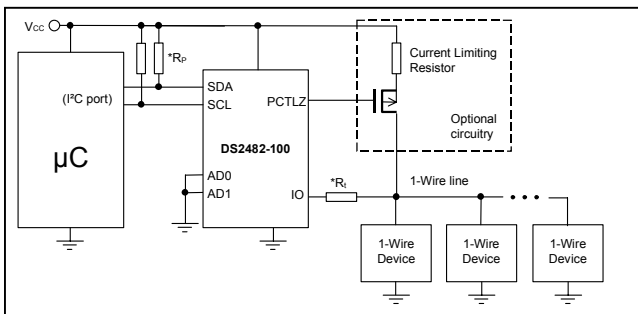 Vcc
*RP
Current Limiting
Resistor
(I²C port)
SDA
SCL
PCTLZ
Optional
circuitry
µC
DS2482-100
AD0
AD1
IO
*Rt
1-Wire line
1-Wire
Device
1-Wire
Device
1-Wire
Device